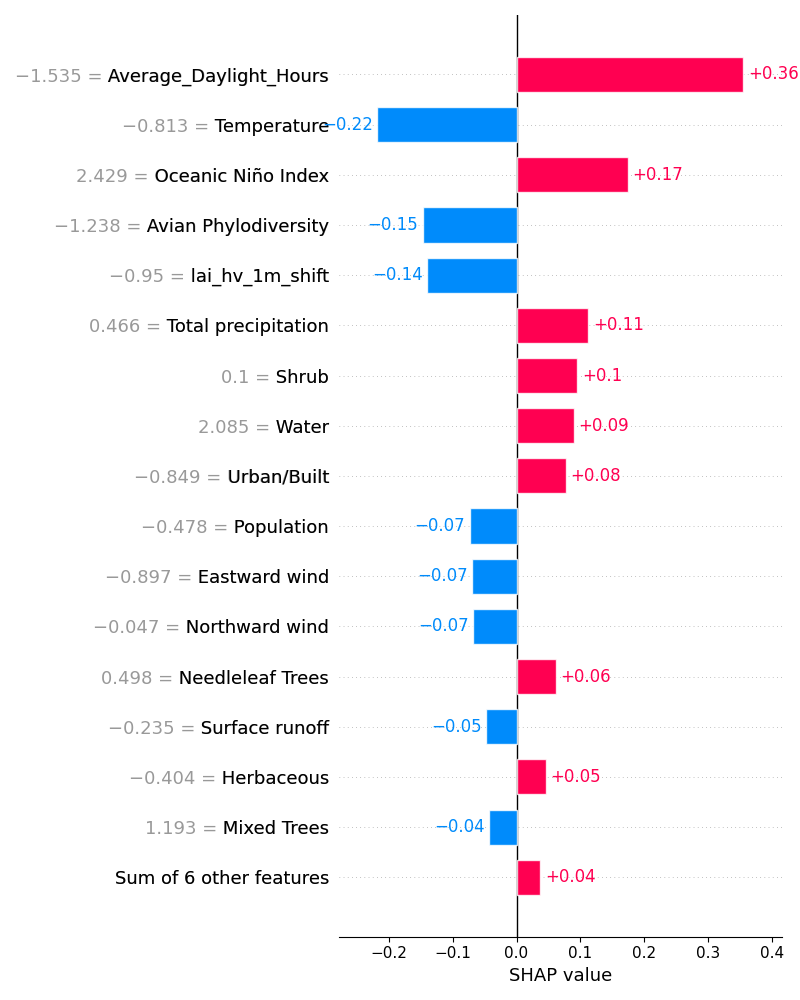 −1.535 = Average_Daylight_Hours +0.36
−0.813 = Temperature −0.22
2.429 = Oceanic Niño Index +0.17
−1.238 = Avian Phylodiversity −0.15
−0.95 = lai_hv_1m_shift −0.14
0.466 = Total precipitation +0.11
0.1 = Shrub +0.1
2.085 = Water +0.09
−0.849 = Urban/Built +0.08
−0.478 = Population −0.07
−0.897 = Eastward wind −0.07
−0.047 = Northward wind −0.07
0.498 = Needleleaf Trees +0.06
−0.235 = Surface runoff −0.05
−0.404 = Herbaceous +0.05
1.193 = Mixed Trees −0.04
Sum of 6 other features +0.04
−0.2 −0.1 0.0 0.1 0.2 0.3 0.4
SHAP value